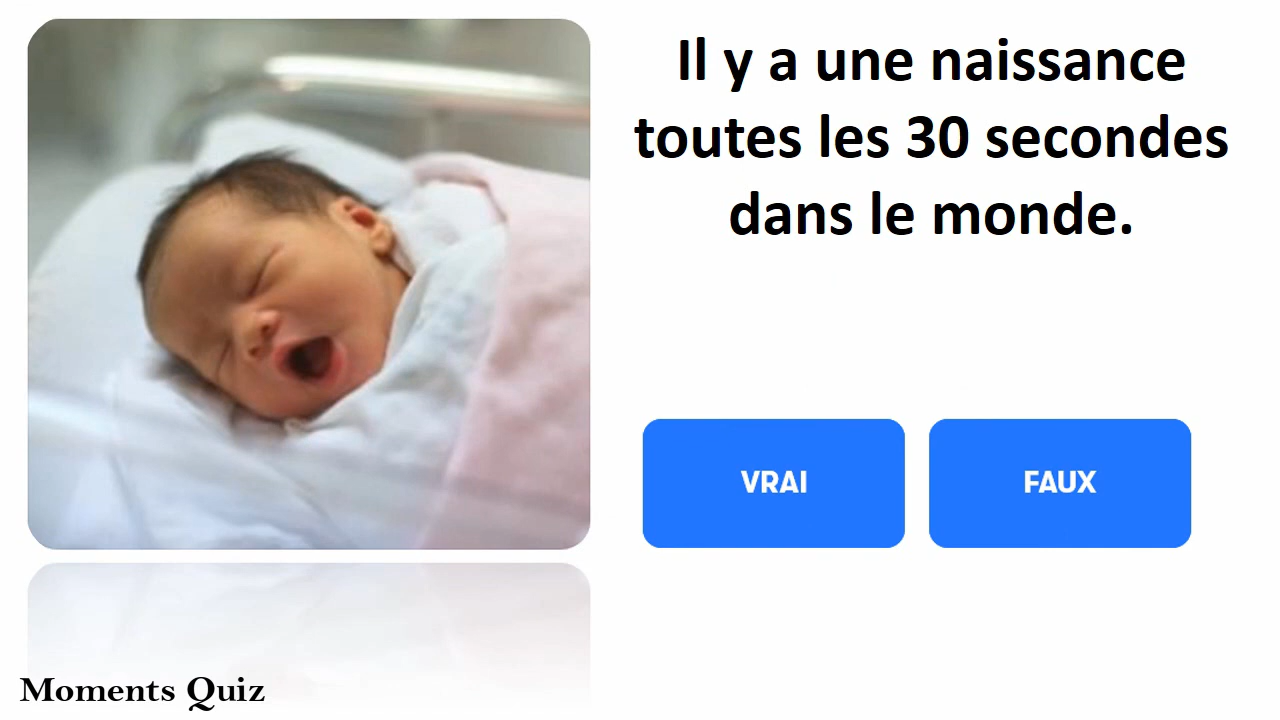 Il y a une naissance
toutes les 30 secondes
dans le monde.
VRAI
FAUX
Moments Quiz